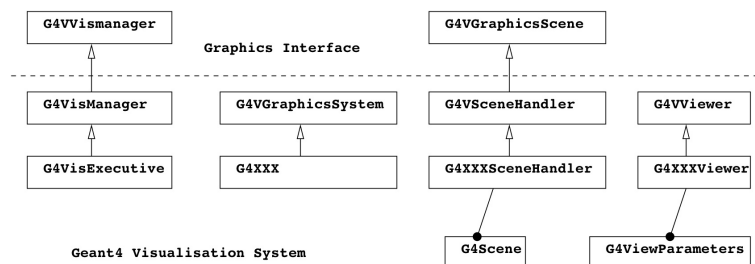 G4VVismanager
G4VGraphicsScene
Graphics Interface
G4VisManager
G4VGraphicsSystem
G4VSceneHandler
G4VViewer
G4VisExecutive
G4XXX
G4XXXSceneHandler
G4XXXViewer
Geant4 Visualisation System
G4Scene
G4ViewParameters